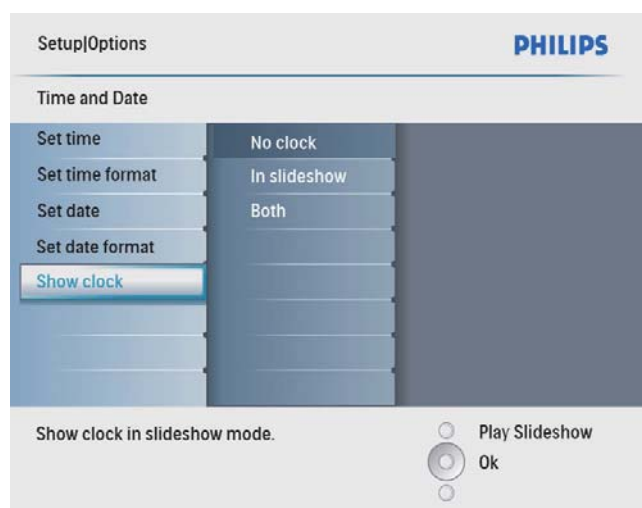 Setup|Options
PHILIPS
Time and Date
Set time
Set time format
Set date
Set date format
Show clock
No clock
In slideshow
Both
Show clock in slideshow mode.
Play Slideshow
Ok